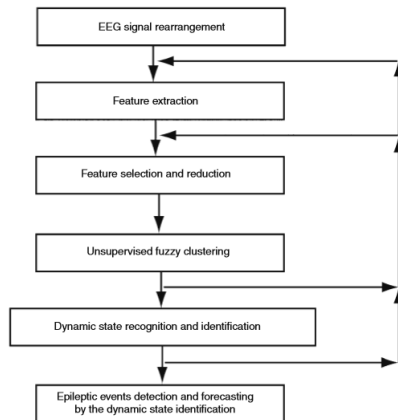 EEG signal rearrangement
Feature extraction
Feature selection and reduction
Unsupervised fuzzy clustering
Dynamic state recognition and identification
Epileptic events detection and forecasting
by the dynamic state identification